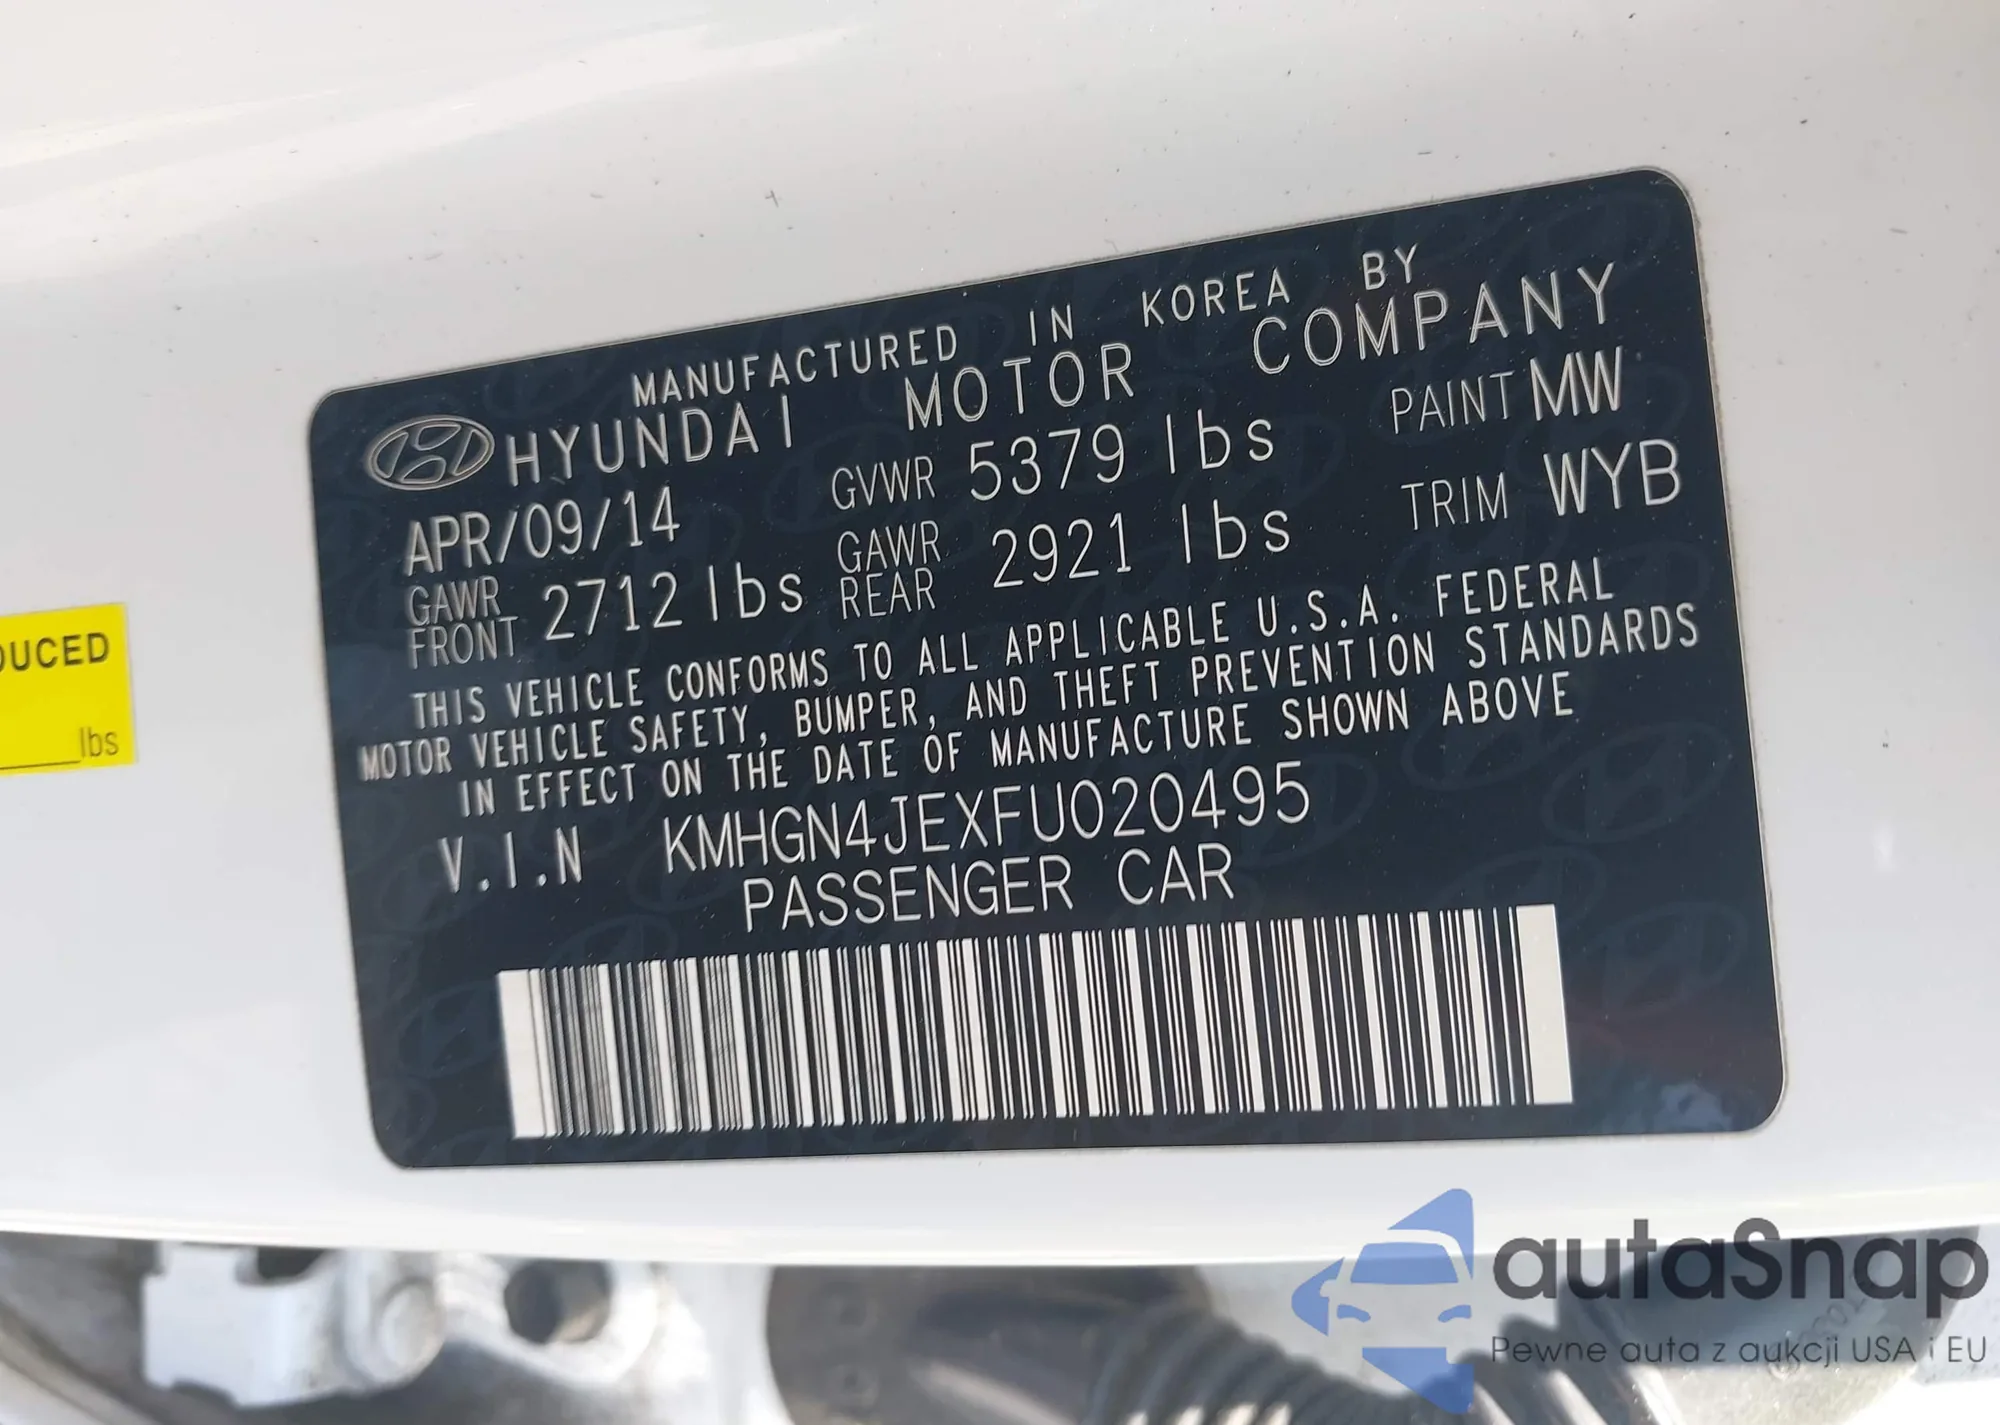 MANUFACTURED IN KOREA BY
HYUNDAI MOTOR COMPANY
APR/09/14 GVWR 5379 lbs PAINT MW
GAWR FRONT 2712 lbs GAWR REAR 2921 lbs TRIM WYB
THIS VEHICLE CONFORMS TO ALL APPLICABLE U.S.A. FEDERAL
MOTOR VEHICLE SAFETY, BUMPER, AND THEFT PREVENTION STANDARDS
IN EFFECT ON THE DATE OF MANUFACTURE SHOWN ABOVE
V.I.N KMHGN4JEXFU020495
PASSENGER CAR
DUCED
lbs
autaSnap
Pewne auta z aukcji USA i EU